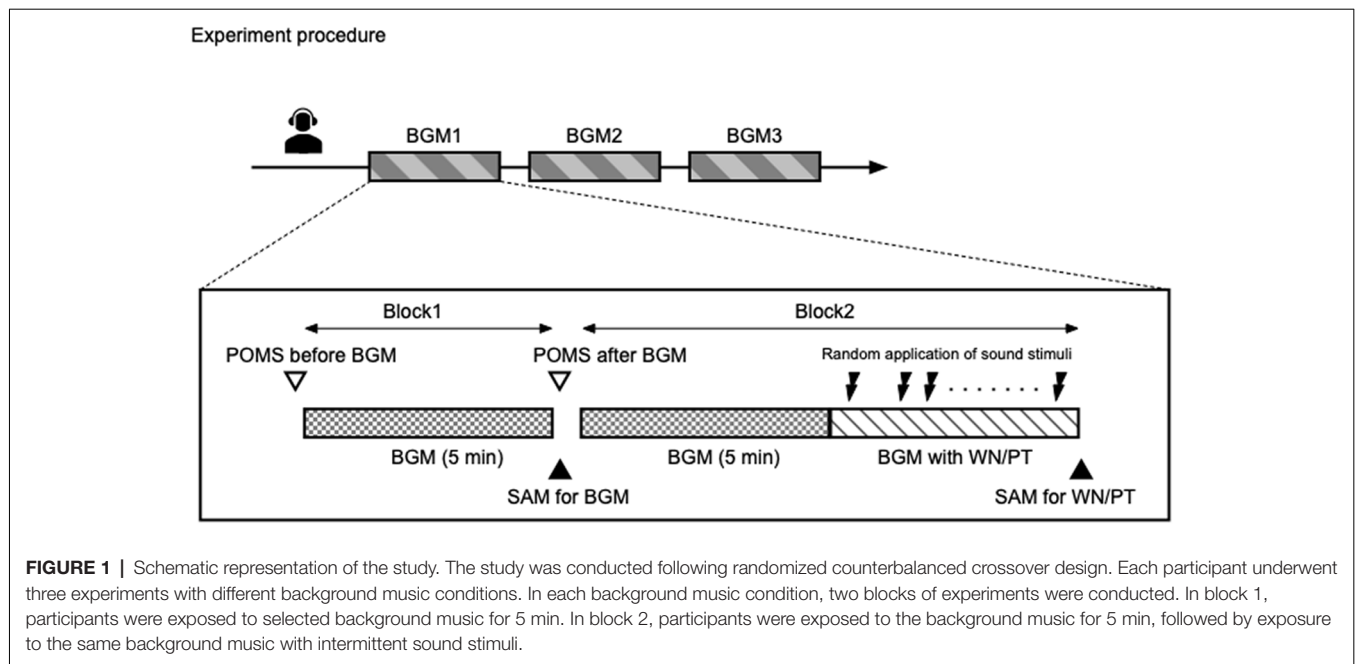 Experiment procedure
BGM1
BGM2
BGM3
Block1
Block2
POMS before BGM
POMS after BGM
Random application of sound stimuli
BGM (5 min)
BGM (5 min)
BGM with WN/PT
SAM for BGM
SAM for WN/PT
FIGURE 1 | Schematic representation of the study. The study was conducted following randomized counterbalanced crossover design. Each participant underwent
three experiments with different background music conditions. In each background music condition, two blocks of experiments were conducted. In block 1,
participants were exposed to selected background music for 5 min. In block 2, participants were exposed to the background music for 5 min, followed by exposure
to the same background music with intermittent sound stimuli.